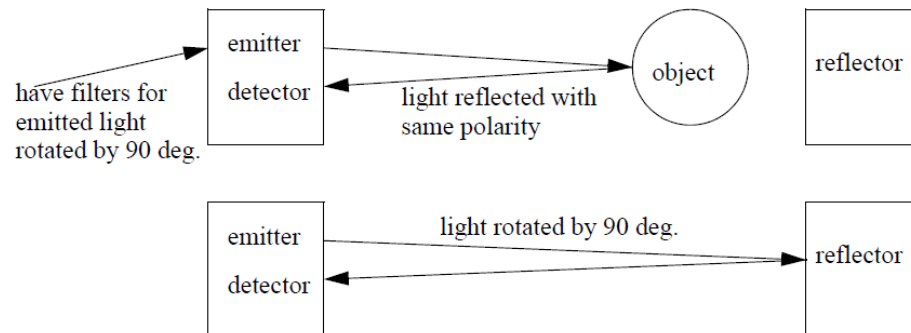 emitter
detector
have filters for
emitted light
rotated by 90 deg.
light reflected with
same polarity
object
reflector
emitter
detector
light rotated by 90 deg.
reflector